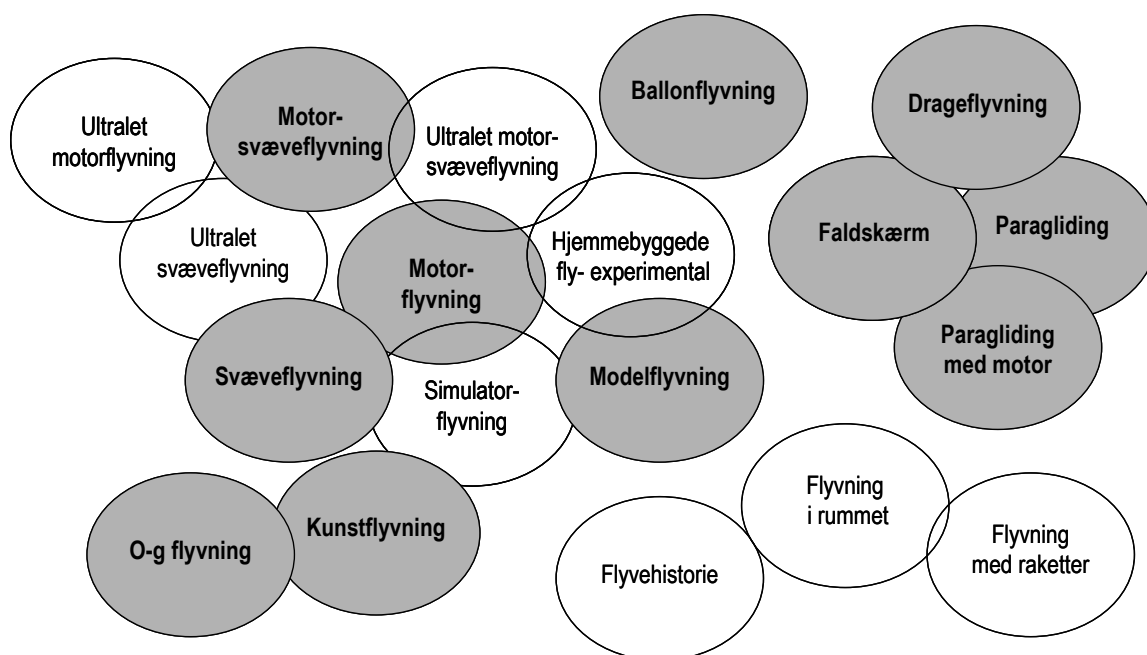 Ultralet
motorflyvning
Motor-
svæveflyvning
Ultralet motor-
svæveflyvning
Ballonflyvning
Drageflyvning
Ultralet
svæveflyvning
Motor-
flyvning
Hjemmebyggede
fly- experimental
Faldskærm
Paragliding
Paragliding
med motor
Svæveflyvning
Simulator-
flyvning
Modelflyvning
O-g flyvning
Kunstflyvning
Flyvehistorie
Flyvning
i rummet
Flyvning
med raketter